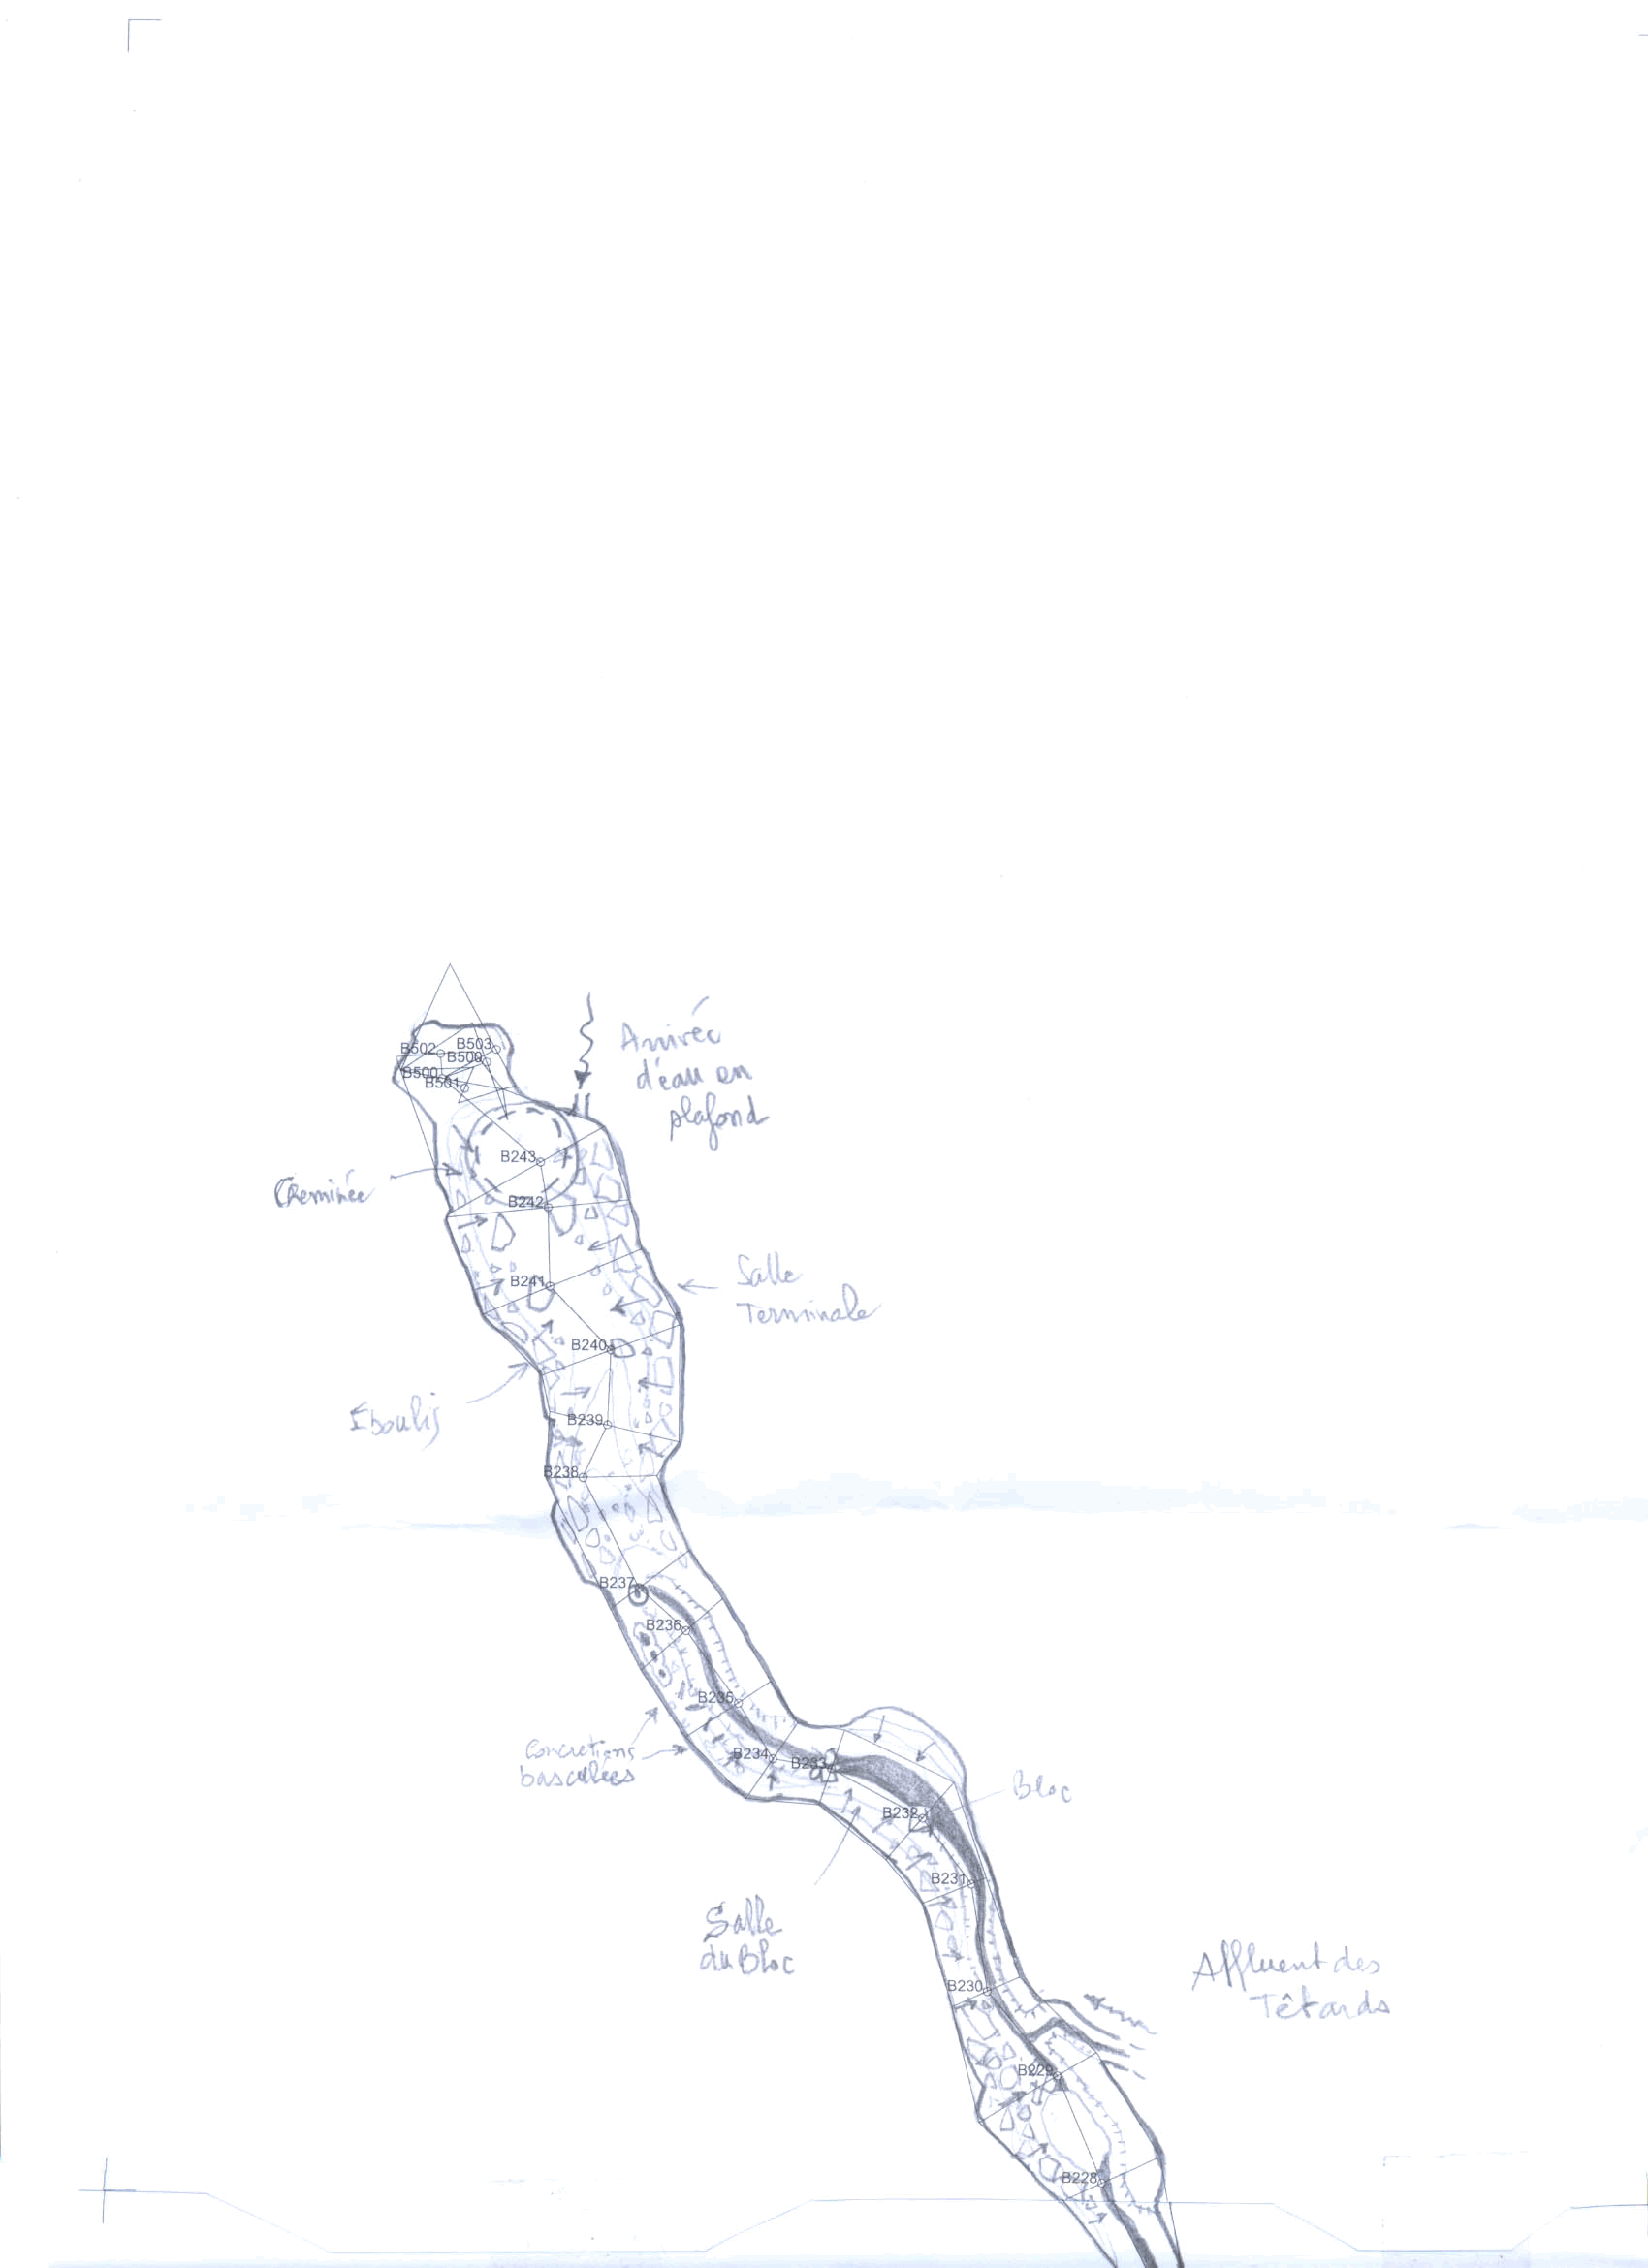 B502
B503
B500
B500
B501
Arrivée
d'eau en
plafond
B243
Cheminée
B242
Salle
Terminale
B241
B240
Eboulis
B239
B238
B237
B236
B235
Concretions
basculées
B234
B233
Bloc
B232
B231
Salle
du Bloc
Affluent des
Têtards
B230
B229
B228